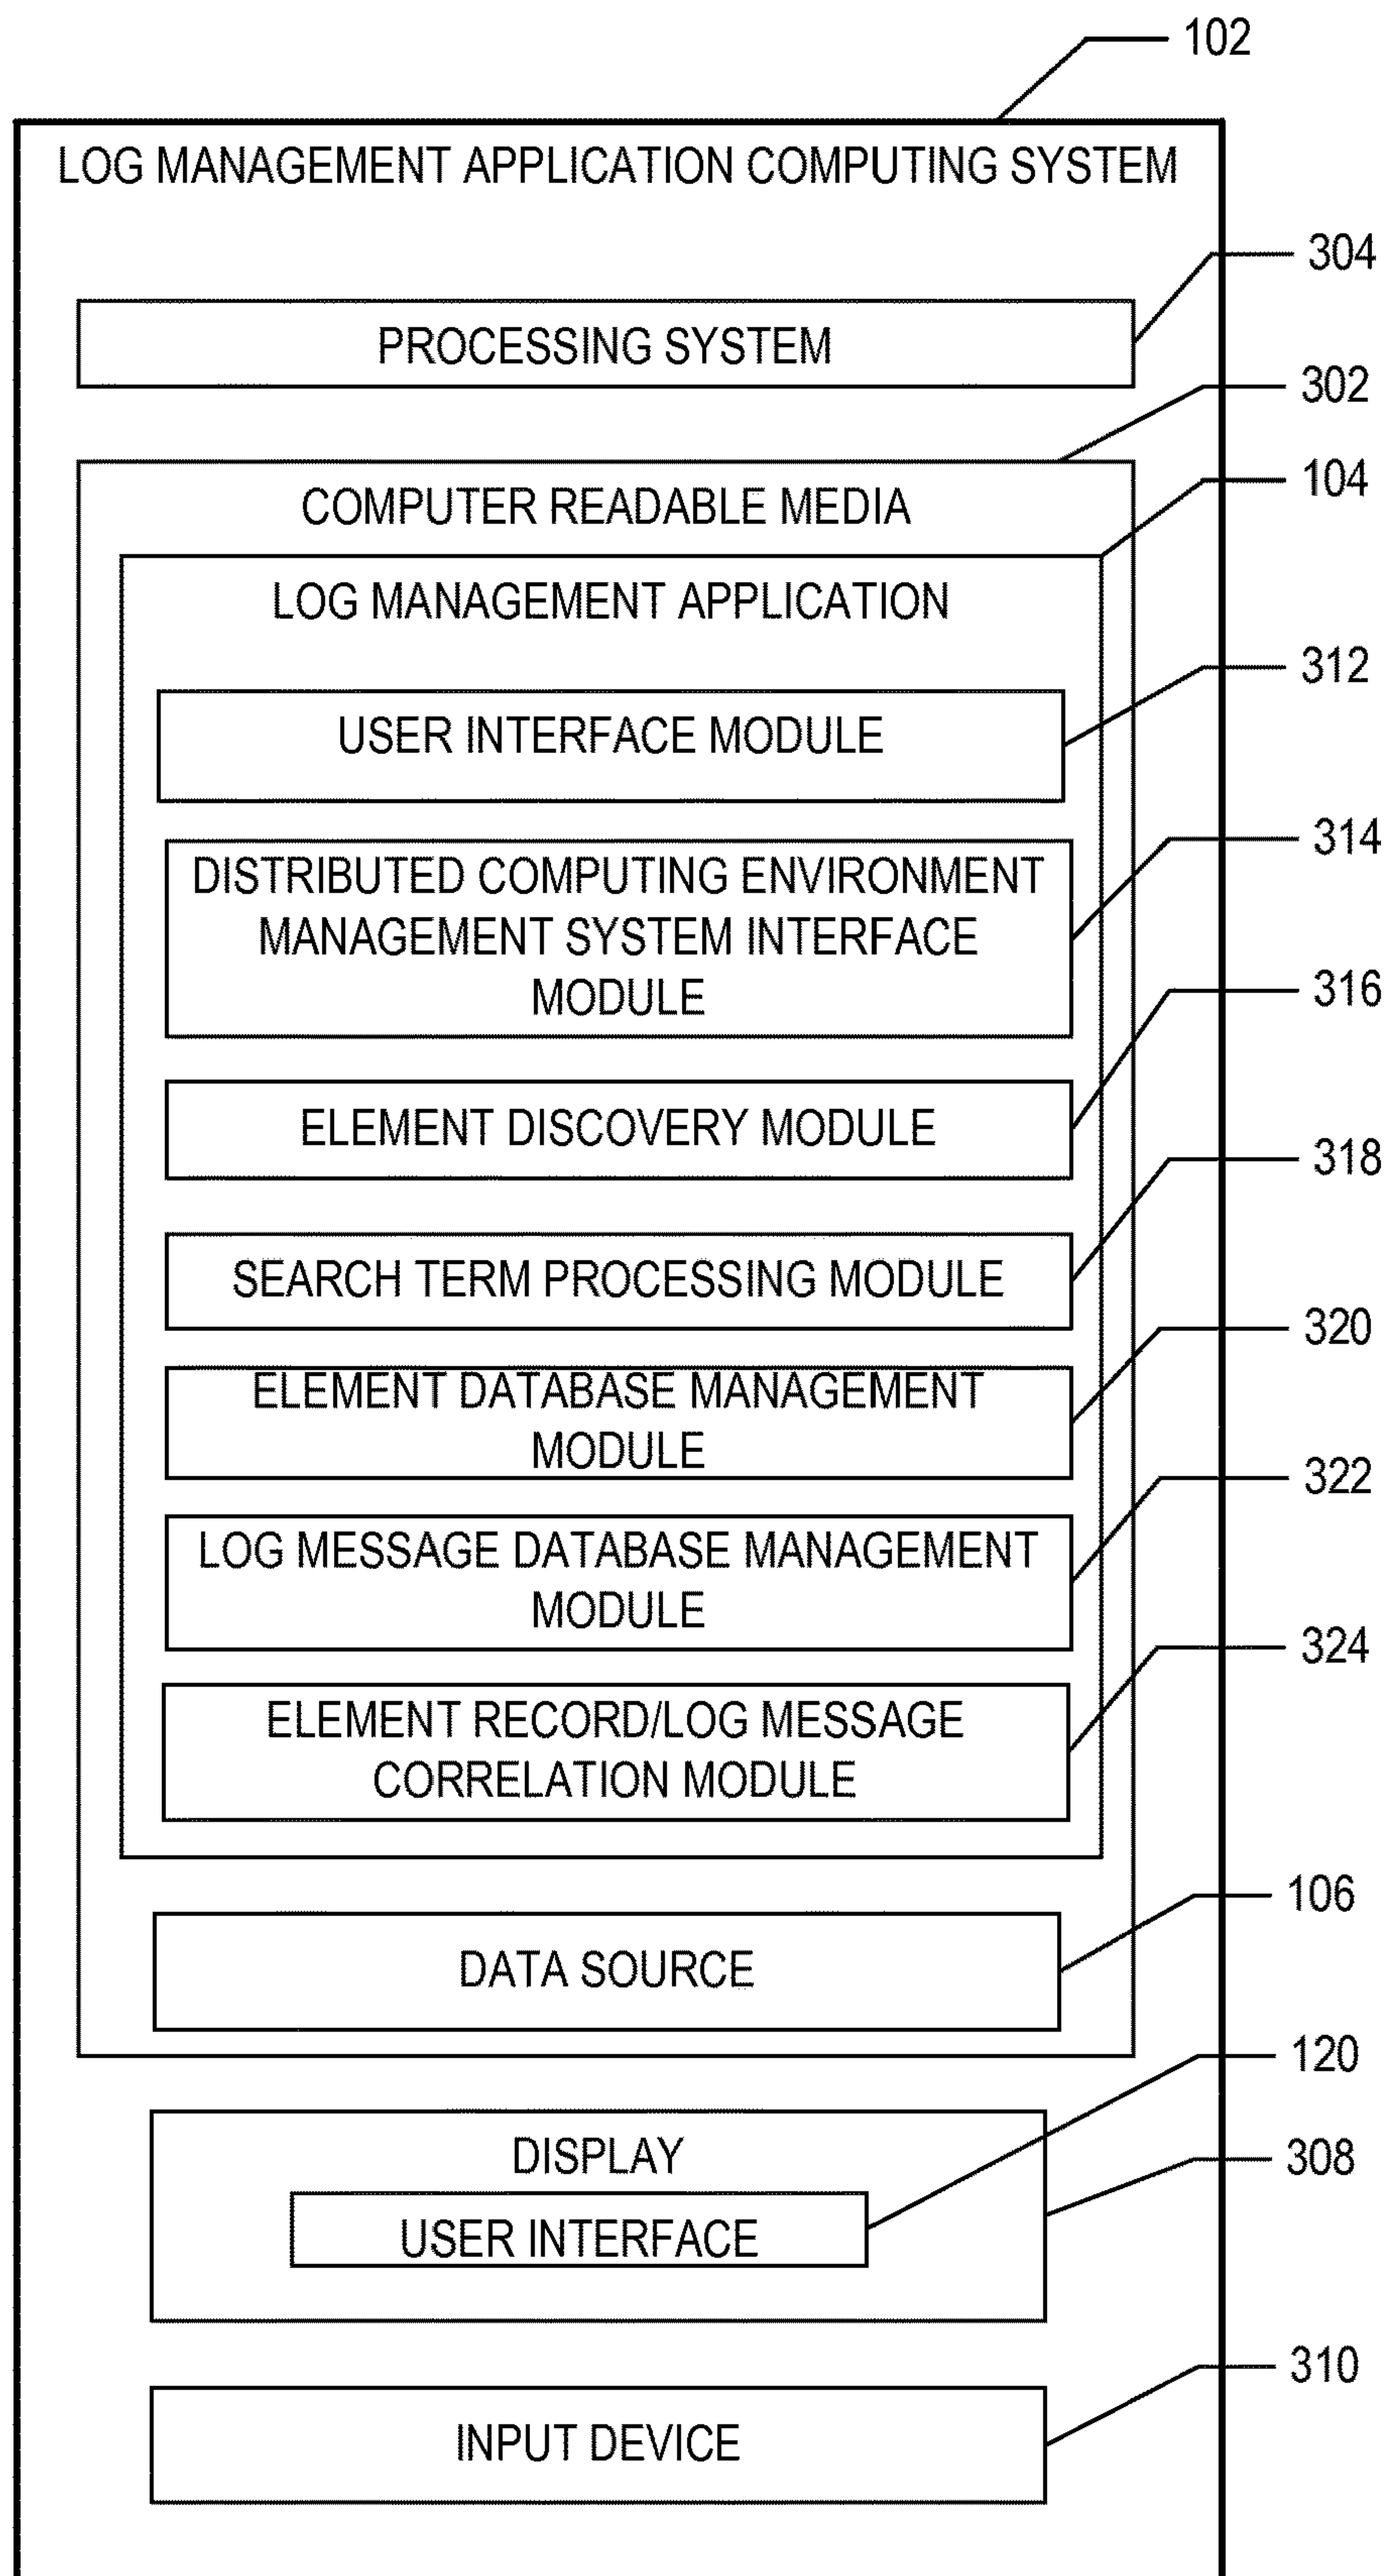 102
LOG MANAGEMENT APPLICATION COMPUTING SYSTEM
304
PROCESSING SYSTEM
302
COMPUTER READABLE MEDIA
104
LOG MANAGEMENT APPLICATION
312
USER INTERFACE MODULE
314
DISTRIBUTED COMPUTING ENVIRONMENT
MANAGEMENT SYSTEM INTERFACE
MODULE
316
ELEMENT DISCOVERY MODULE
318
SEARCH TERM PROCESSING MODULE
320
ELEMENT DATABASE MANAGEMENT
MODULE
322
LOG MESSAGE DATABASE MANAGEMENT
MODULE
324
ELEMENT RECORD/LOG MESSAGE
CORRELATION MODULE
106
DATA SOURCE
120
DISPLAY
308
USER INTERFACE
310
INPUT DEVICE